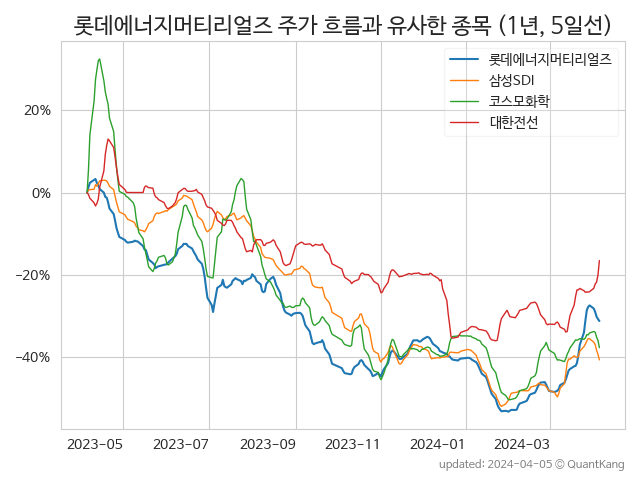 롯데에너지머티리얼즈 주가 흐름과 유사한 종목 (1년, 5일선)
롯데에너지머티리얼즈
삼성SDI
코스모화학
대한전선
20%
0%
−20%
−40%
2023-05 2023-07 2023-09 2023-11 2024-01 2024-03
updated: 2024-04-05 © QuantKang